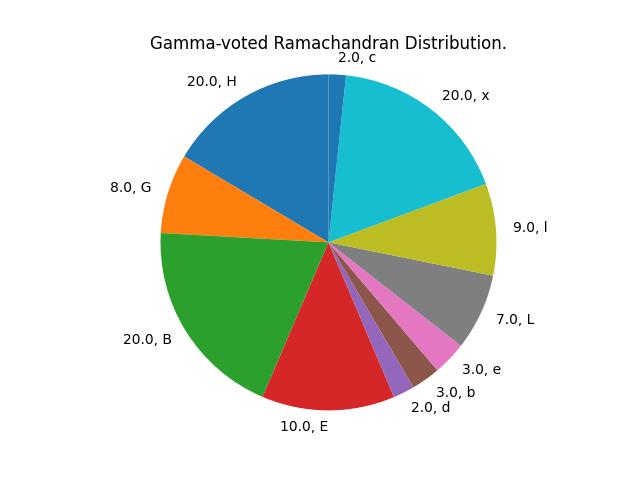 Gamma-voted Ramachandran Distribution.
2.0, c
20.0, H
20.0, x
8.0, G
9.0, l
7.0, L
20.0, B
3.0, e
3.0, b
2.0, d
10.0, E